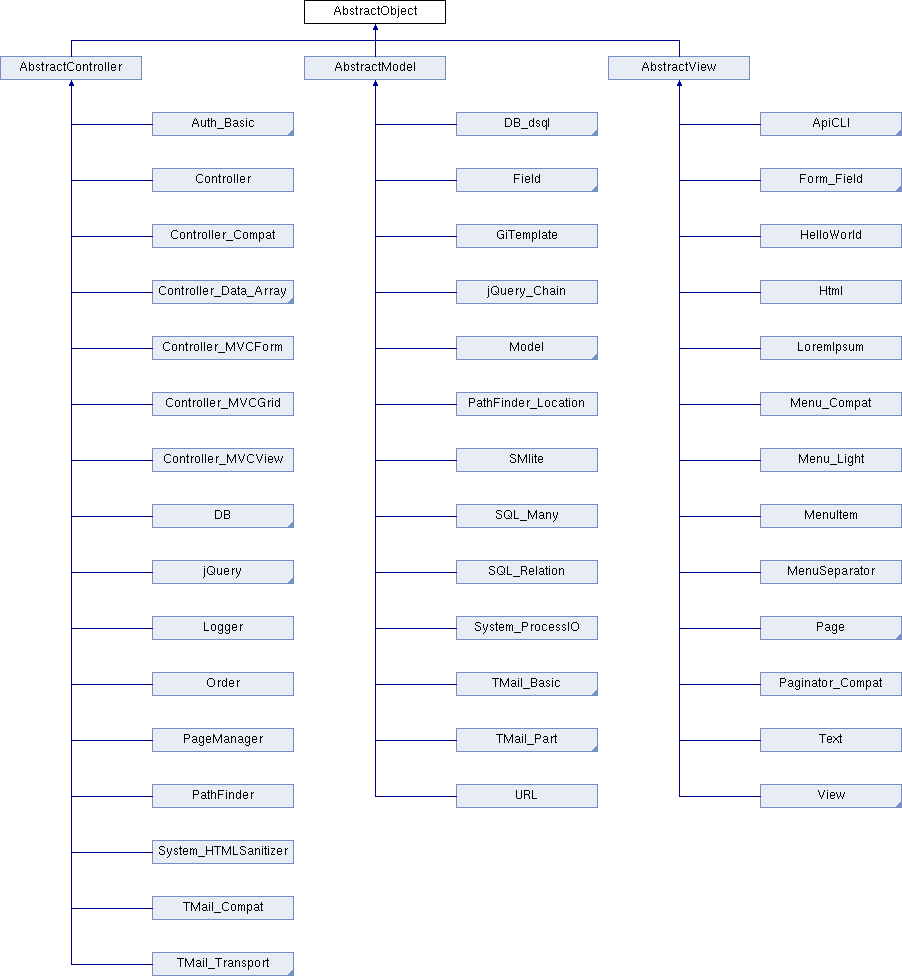 AbstractObject
AbstractController
AbstractModel
AbstractView
Auth_Basic
DB_dsql
ApiCLI
Controller
Field
Form_Field
Controller_Compat
GiTemplate
HelloWorld
Controller_Data_Array
jQuery_Chain
Html
Controller_MVCForm
Model
LoremIpsum
Controller_MVCGrid
PathFinder_Location
Menu_Compat
Controller_MVCView
SMlite
Menu_Light
DB
SQL_Many
MenuItem
jQuery
SQL_Relation
MenuSeparator
Logger
System_ProcessIO
Page
Order
TMail_Basic
Paginator_Compat
PageManager
TMail_Part
Text
PathFinder
URL
View
System_HTMLSanitizer
TMail_Compat
TMail_Transport